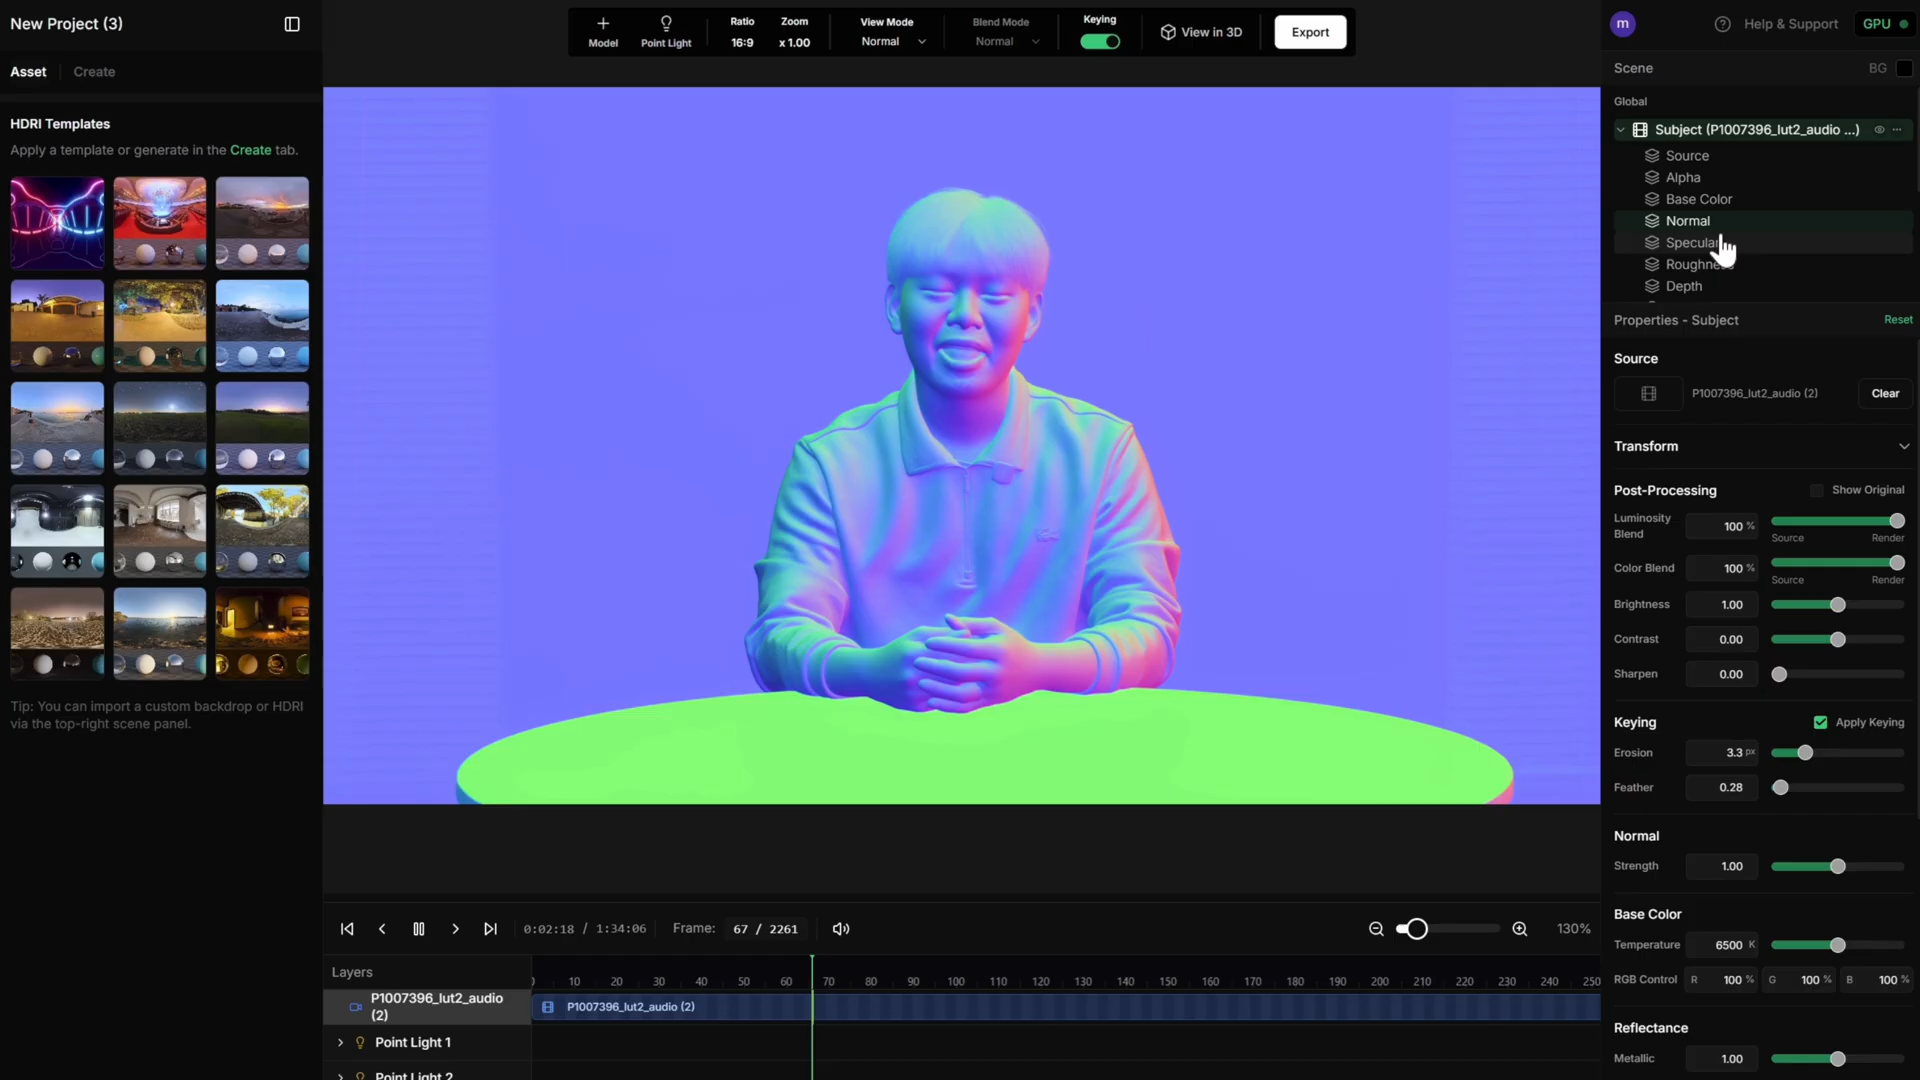 New Project (3)
Asset
Create
HDRI Templates
Apply a template or generate in the Create tab.
Tip: You can import a custom backdrop or HDRI
via the top-right scene panel.
Model
Point Light
Ratio
16:9
Zoom
x 1.00
View Mode
Normal
Blend Mode
Normal
Keying
View in 3D
Export
m
Help & Support
GPU
Scene
BG
Global
Subject (P1007396_lut2_audio ...)
Source
Alpha
Base Color
Normal
Specular
Depth
Properties - Subject
Reset
Source
P1007396_lut2_audio (2)
Clear
Transform
Post-Processing
Show Original
Luminosity
Blend
100 %
Source
Render
Color Blend
100 %
Source
Render
Brightness
1.00
Contrast
0.00
Sharpen
0.00
Keying
Apply Keying
Erosion
3.3 px
Feather
0.28
Normal
Strength
1.00
Base Color
Temperature
6500 K
RGB Control
R 100 %
G 100 %
B 100 %
Reflectance
Metallic
1.00
0:02:18 / 1:34:06
Frame:
67 / 2261
130%
Layers
10 20 30 40 50 60 70 80 90 100 110 120 130 140 150 160 170 180 190 200 210 220 230 240 250
P1007396_lut2_audio
(2)
P1007396_lut2_audio (2)
Point Light 1
Point Light 2